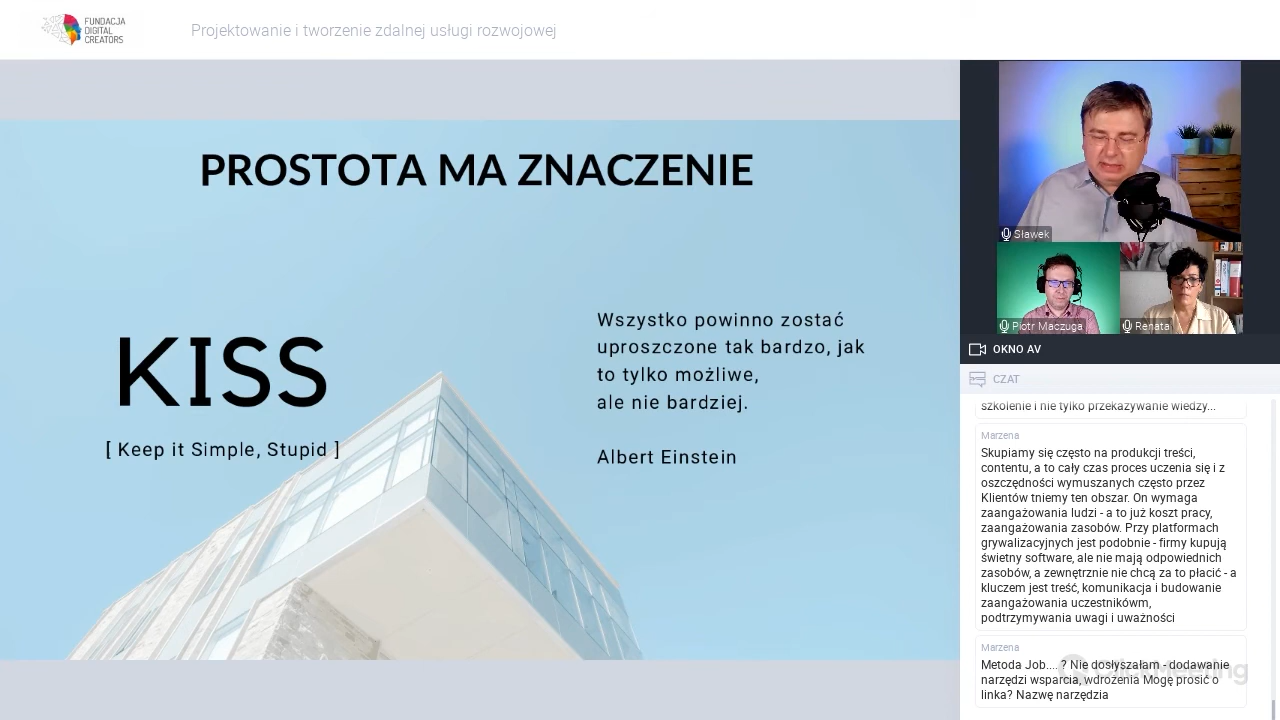 FUNDACJA
DIGITAL
CREATORS
Projektowanie i tworzenie zdalnej usługi rozwojowej
PROSTOTA MA ZNACZENIE
KISS
[ Keep it Simple, Stupid ]
Wszystko powinno zostać
uproszczone tak bardzo, jak
to tylko możliwe,
ale nie bardziej.
Albert Einstein
Sławek
Piotr Maczuga
Renata
OKNO AV
CZAT
szkolenie i nie tylko przekazywanie wiedzy...
Marzena
Skupiamy się często na produkcji treści,
contentu, a to cały czas proces uczenia się i z
oszczędności wymuszanych często przez
Klientów tniemy ten obszar. On wymaga
zaangażowania ludzi - a to już koszt pracy,
zaangażowania zasobów. Przy platformach
grywalizacyjnych jest podobnie - firmy kupują
świetny software, ale nie mają odpowiednich
zasobów, a zewnętrznie nie chcą za to płacić - a
kluczem jest treść, komunikacja i budowanie
zaangażowania uczestnikówm,
podtrzymywania uwagi i uważności
Marzena
Metoda Job.... ? Nie dosłyszałam - dodawanie
narzędzi wsparcia, wdrożenia Mogę prosić o
linka? Nazwę narzędzia
ClickMeeting